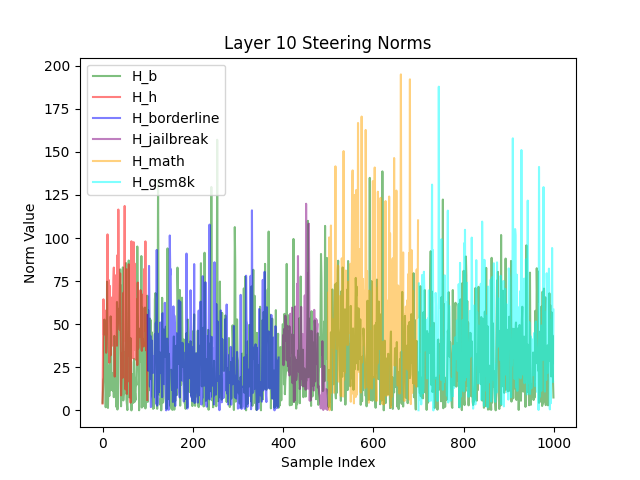 Layer 10 Steering Norms
200
175
150
125
100
75
50
25
0
Norm Value
H_b
H_h
H_borderline
H_jailbreak
H_math
H_gsm8k
0
200
400
600
800
1000
Sample Index